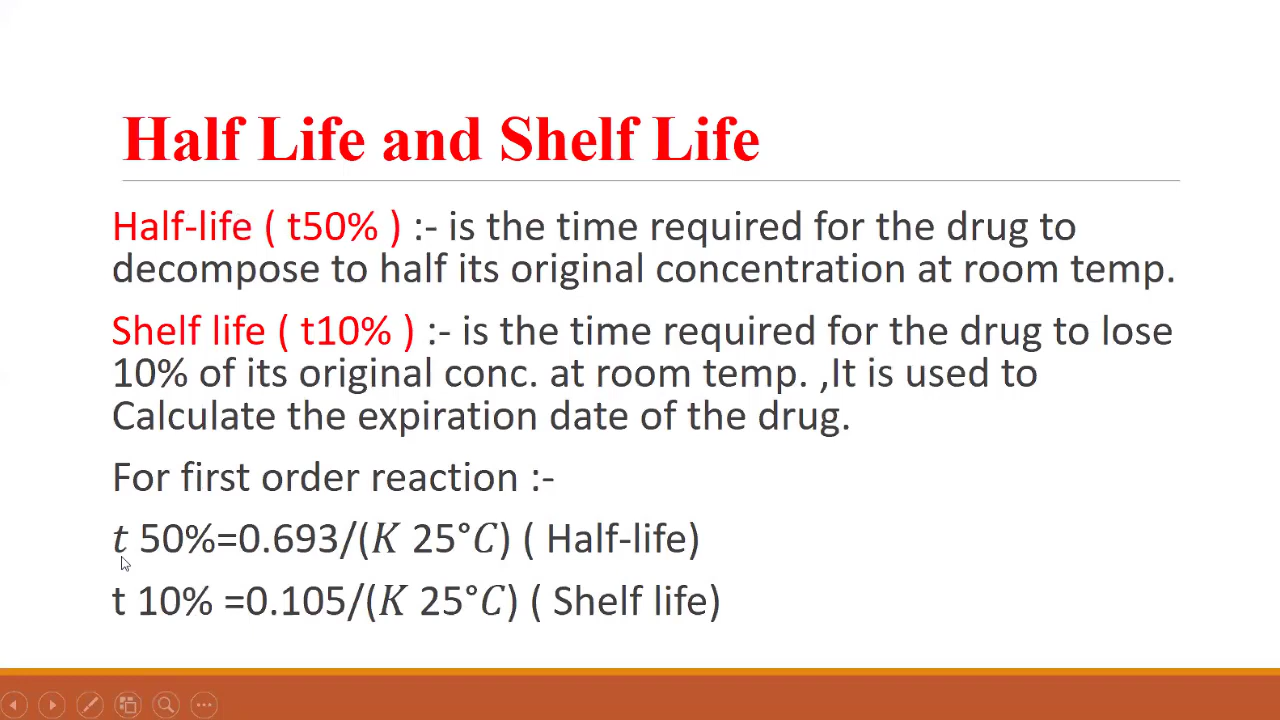 Half Life and Shelf Life
Half-life ( t50% ) :- is the time required for the drug to
decompose to half its original concentration at room temp.
Shelf life ( t10% ) :- is the time required for the drug to lose
10% of its original conc. at room temp. ,It is used to
Calculate the expiration date of the drug.
For first order reaction :-
𝑡 50%=0.693/(𝐾 25°𝐶) ( Half-life)
t 10% =0.105/(𝐾 25°𝐶) ( Shelf life)